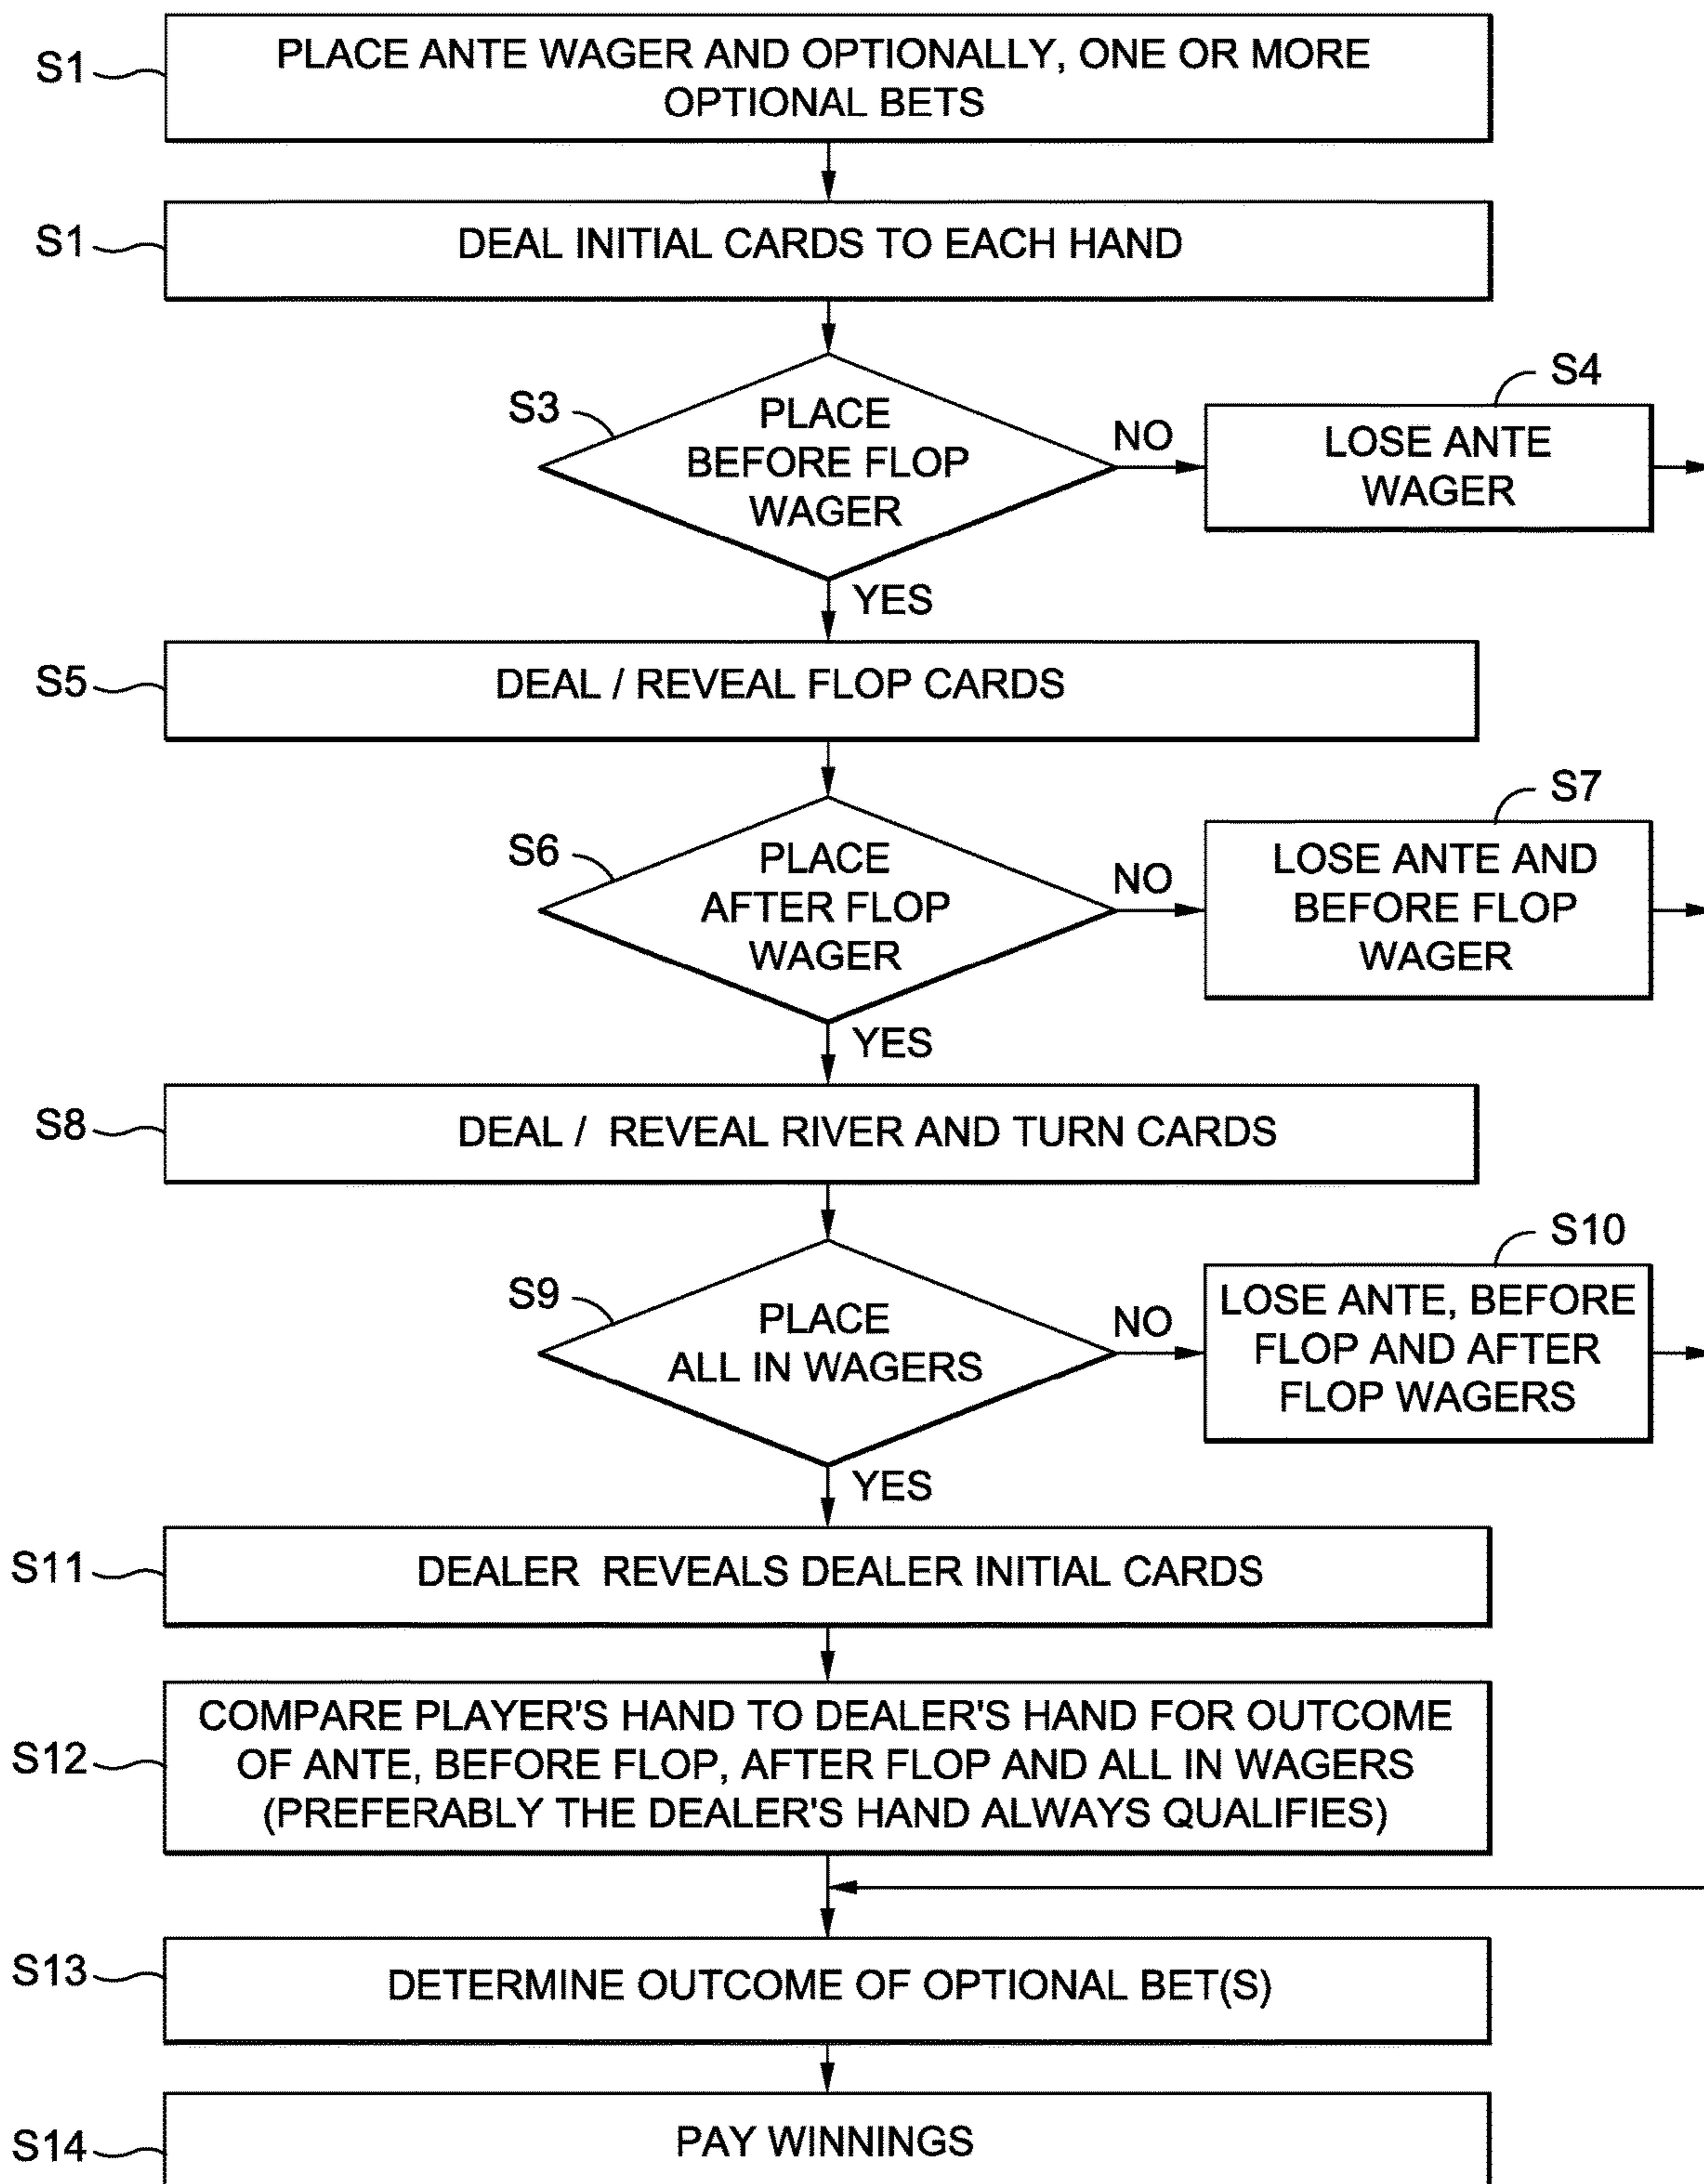 S1
PLACE ANTE WAGER AND OPTIONALLY, ONE OR MORE
OPTIONAL BETS
S1
DEAL INITIAL CARDS TO EACH HAND
S3
PLACE
BEFORE FLOP
WAGER
NO
S4
LOSE ANTE
WAGER
YES
S5
DEAL / REVEAL FLOP CARDS
S6
PLACE
AFTER FLOP
WAGER
NO
S7
LOSE ANTE AND
BEFORE FLOP
WAGER
YES
S8
DEAL / REVEAL RIVER AND TURN CARDS
S9
PLACE
ALL IN WAGERS
NO
S10
LOSE ANTE, BEFORE
FLOP AND AFTER
FLOP WAGERS
YES
S11
DEALER REVEALS DEALER INITIAL CARDS
S12
COMPARE PLAYER'S HAND TO DEALER'S HAND FOR OUTCOME
OF ANTE, BEFORE FLOP, AFTER FLOP AND ALL IN WAGERS
(PREFERABLY THE DEALER'S HAND ALWAYS QUALIFIES)
S13
DETERMINE OUTCOME OF OPTIONAL BET(S)
S14
PAY WINNINGS